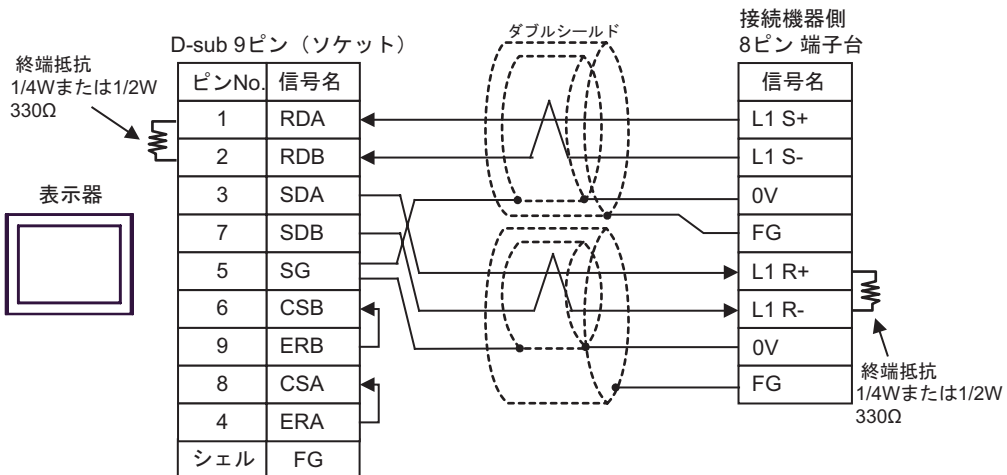 ダブルシールド
接続機器側
8ピン 端子台
D-sub 9ピン（ソケット）
終端抵抗
1/4Wまたは1/2W
330Ω
表示器
ピンNo. 信号名
1 RDA
2 RDB
3 SDA
7 SDB
5 SG
6 CSB
9 ERB
8 CSA
4 ERA
シェル FG
信号名
L1 S+
L1 S-
0V
FG
L1 R+
L1 R-
0V
FG
終端抵抗
1/4Wまたは1/2W
330Ω